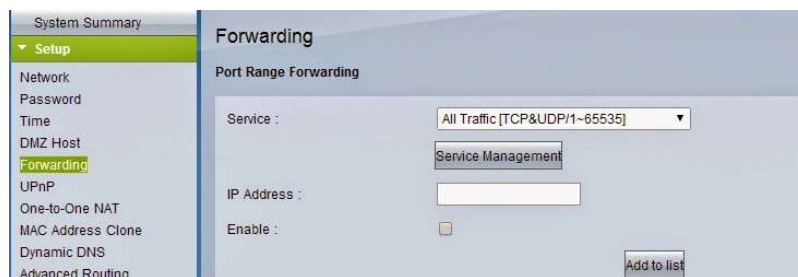 System Summary
Setup
Network
Password
Time
DMZ Host
Forwarding
UPnP
One-to-One NAT
MAC Address Clone
Dynamic DNS
Advanced Routing
Forwarding
Port Range Forwarding
Service :
All Traffic [TCP&UDP/1~65535]
Service Management
IP Address :
Enable :
Add to list